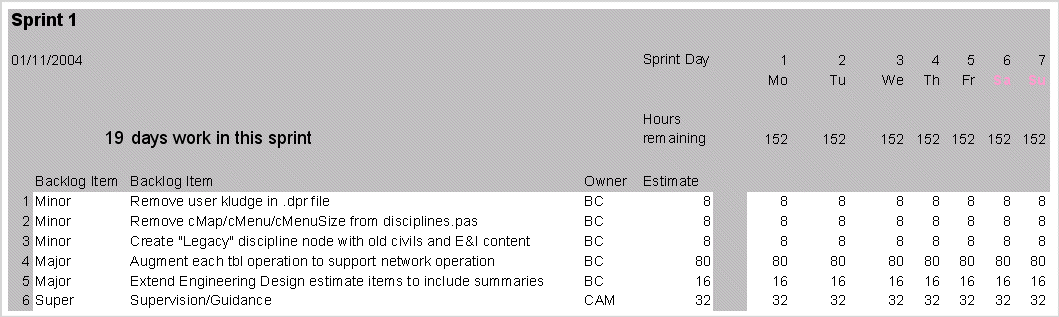 Sprint 1
01/11/2004 Sprint Day 1 2 3 4 5 6 7
Mo Tu We Th Fr
Hours
19 days work in this sprint remaining 152 152 152 152 152 152 152
Backlog Item Backlog Item Owner Estimate
1 Minor Remove user kludge in .dpr file BC 8 8 8 8 8 8 8 8
2 Minor Remove cMap/cMenu/cMenuSize from disciplines.pas BC 8 8 8 8 8 8 8 8
3 Minor Create "Legacy" discipline node with old civils and E&I content BC 8 8 8 8 8 8 8 8
4 Major Augment each tbl operation to support network operation BC 80 80 80 80 80 80 80 80
5 Major Extend Engineering Design estimate items to include summaries BC 16 16 16 16 16 16 16 16
6 Super Supervision/Guidance CAM 32 32 32 32 32 32 32 32